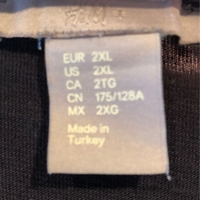 EUR 2XL
US 2XL
CA 2TG
CN 175/128A
MX 2XG
Made in
Turkey